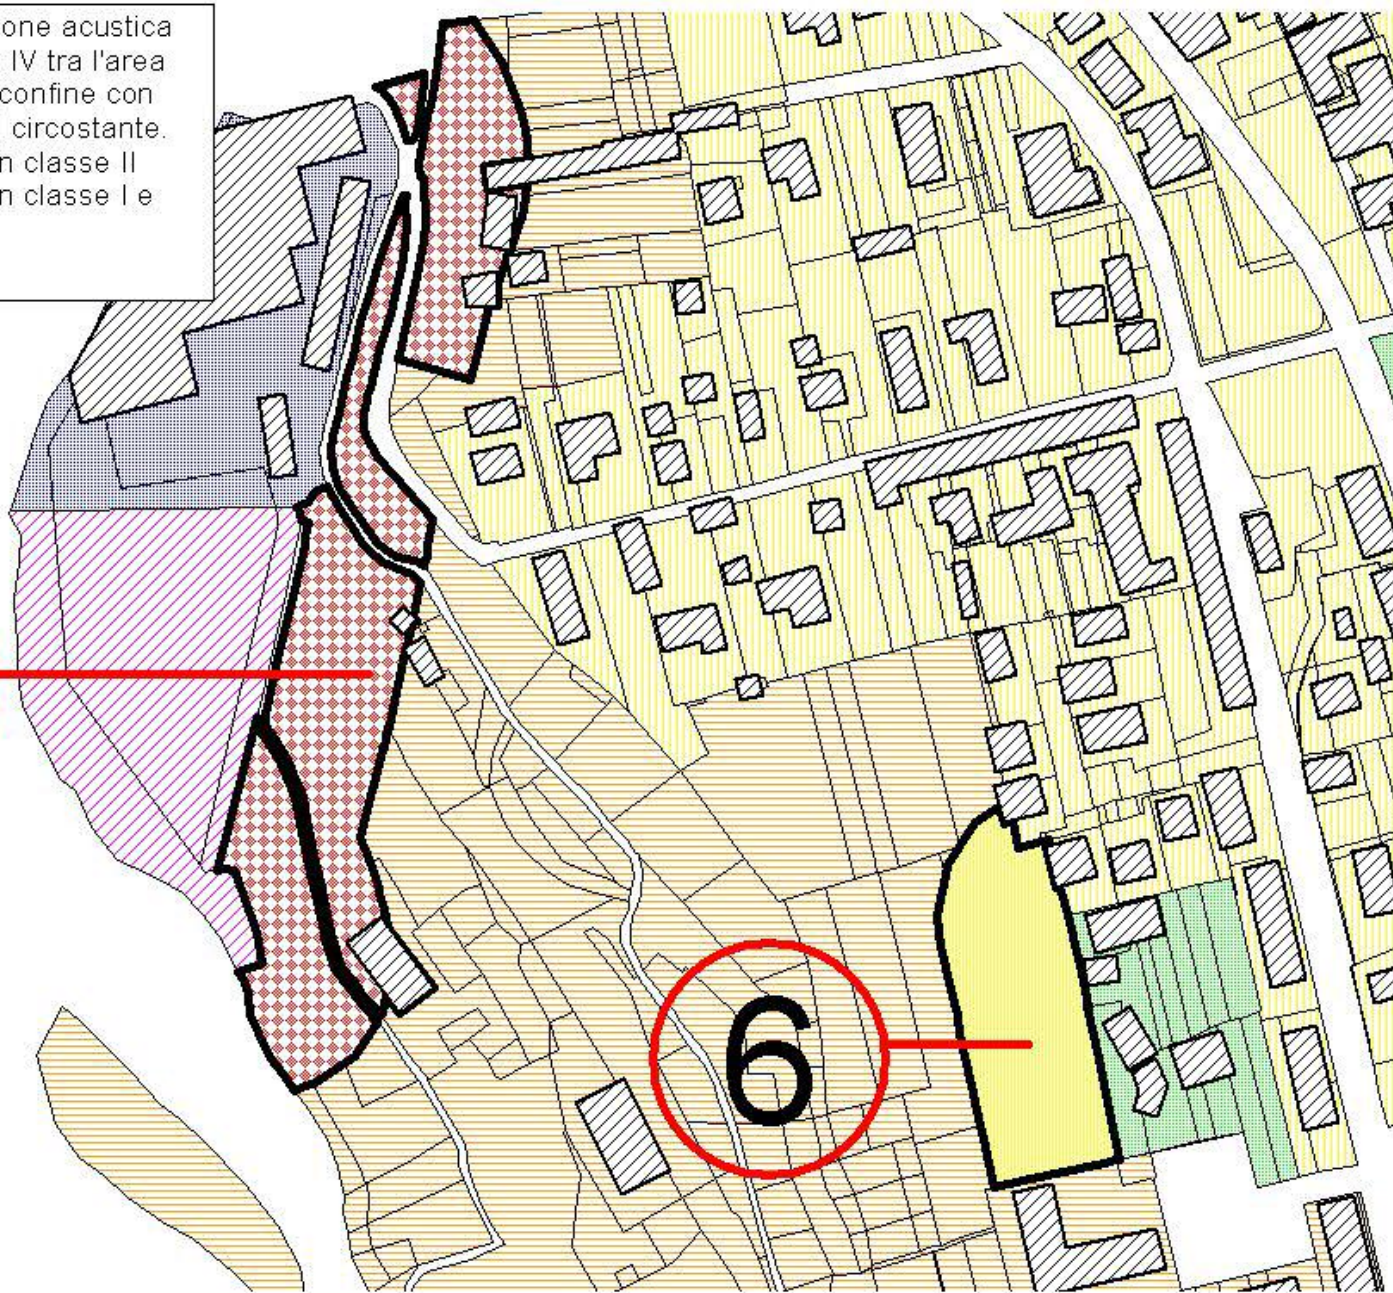 one acustica
IV tra l'area
confine con
circostante.
n classe II
n classe I e
6